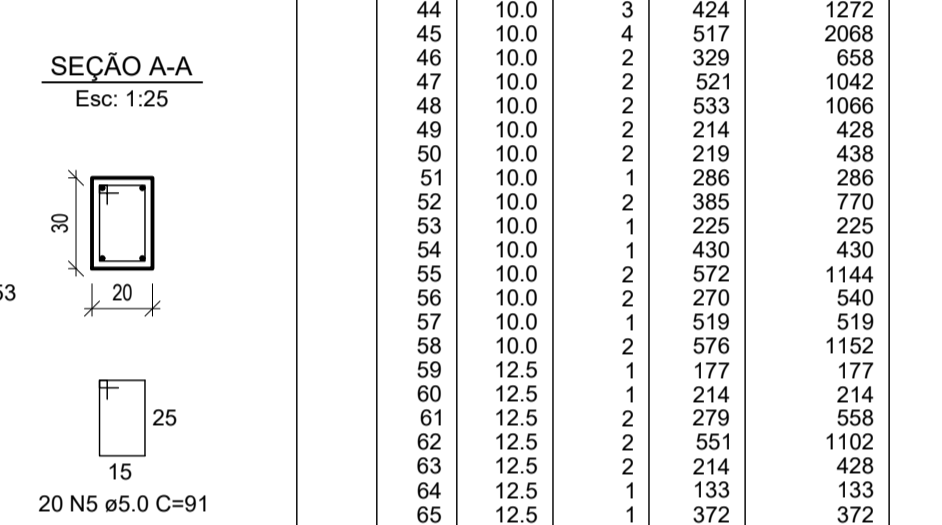 SEÇÃO A-A
Esc: 1:25
30
20
53
25
15
20 N5 ø5.0 C=91
44 10.0 3 424 1272
45 10.0 4 517 2068
46 10.0 2 329 658
47 10.0 2 521 1042
48 10.0 2 533 1066
49 10.0 2 214 428
50 10.0 2 219 438
51 10.0 1 286 286
52 10.0 2 385 770
53 10.0 1 225 225
54 10.0 1 430 430
55 10.0 2 572 1144
56 10.0 2 270 540
57 10.0 1 519 519
58 10.0 2 576 1152
59 12.5 1 177 177
60 12.5 1 214 214
61 12.5 2 279 558
62 12.5 2 551 1102
63 12.5 2 214 428
64 12.5 1 133 133
65 12.5 1 372 372